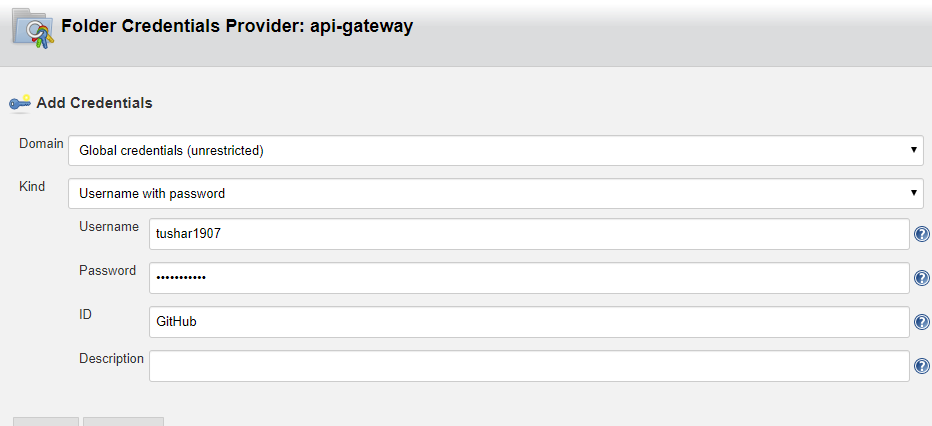 Folder Credentials Provider: api-gateway
Add Credentials
Domain Global credentials (unrestricted)
Kind Username with password
Username tushar1907 ?
Password ••••••••••• ?
ID GitHub ?
Description ?